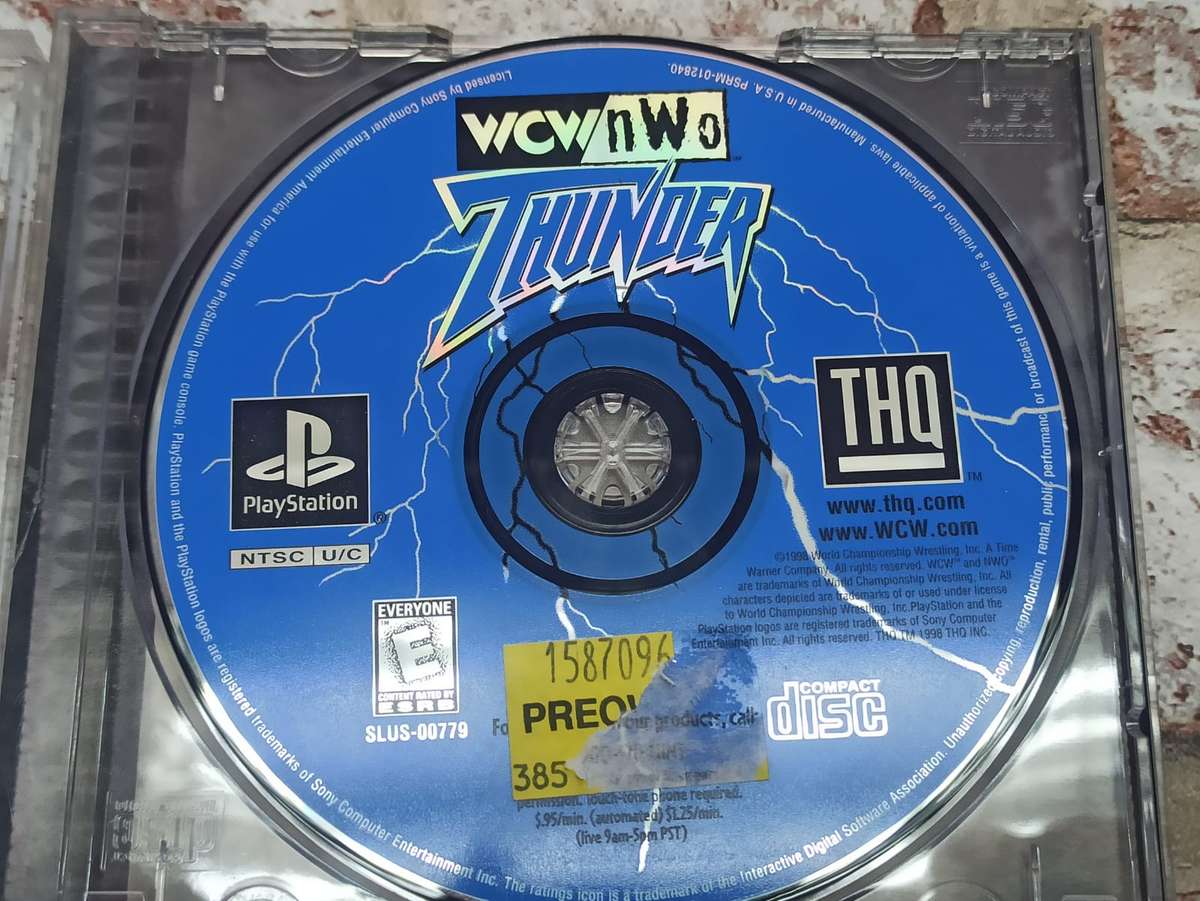 WCW/nWo
THUNDER
PlayStation
®
NTSC U/C
THQ
TM
www.thq.com
www.WCW.com
©1998 World Championship Wrestling, Inc. A Time
Warner Company. All rights reserved. WCW™ and NWO™
are trademarks of World Championship Wrestling, Inc. All
characters depicted are trademarks of or used under license
to World Championship Wrestling, Inc.PlayStation and the
PlayStation logos are registered trademarks of Sony Computer
Entertainment Inc. All rights reserved. THQ TM 1998 THQ INC.
EVERYONE
E
CONTENT RATED BY
ESRB
SLUS-00779
1587096
PREO
385
our products, call
permission. Touch-tone phone required.
$.95/min. (automated) $1.25/min.
(live 9am-5pm PST)
COMPACT
disc
Licensed by Sony Computer Entertainment America for use with the PlayStation game console. PlayStation and the PlayStation logos are registered trademarks of Sony Computer Entertainment Inc. The ratings icon is a trademark of the Interactive Digital Software Association. Unauthorized copying, reproduction, rental, public performance or broadcast of this game is a violation of applicable laws. Manufactured in U.S.A. PSRM-012840.